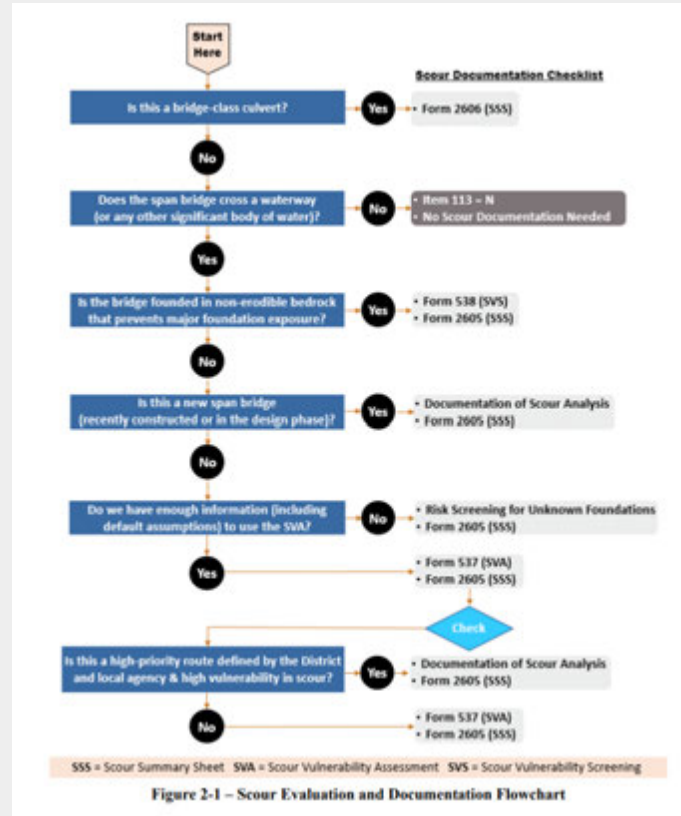 Start
Here
Scour Documentation Checklist
Is this a bridge-class culvert?
Yes
• Form 2606 (SSS)
No
Does the span bridge cross a waterway
(or any other significant body of water)?
No
• Item 113 – N
• No Scour Documentation Needed
Yes
Is the bridge founded in non-erodible bedrock
that prevents major foundation exposure?
Yes
• Form 538 (SVS)
• Form 2605 (SSS)
No
Is this a new span bridge
(recently constructed or in the design phase)?
Yes
• Documentation of Scour Analysis
• Form 2605 (SSS)
No
Do we have enough information (including
default assumptions) to use the SVA?
No
• Risk Screening for Unknown Foundations
• Form 2605 (SSS)
Yes
• Form 537 (SVA)
• Form 2605 (SSS)
Check
Is this a high-priority route defined by the District
and local agency & high vulnerability in scour?
Yes
• Documentation of Scour Analysis
• Form 2605 (SSS)
No
• Form 537 (SVA)
• Form 2605 (SSS)
SSS = Scour Summary Sheet SVA = Scour Vulnerability Assessment SVS = Scour Vulnerability Screening
Figure 2-1 – Scour Evaluation and Documentation Flowchart